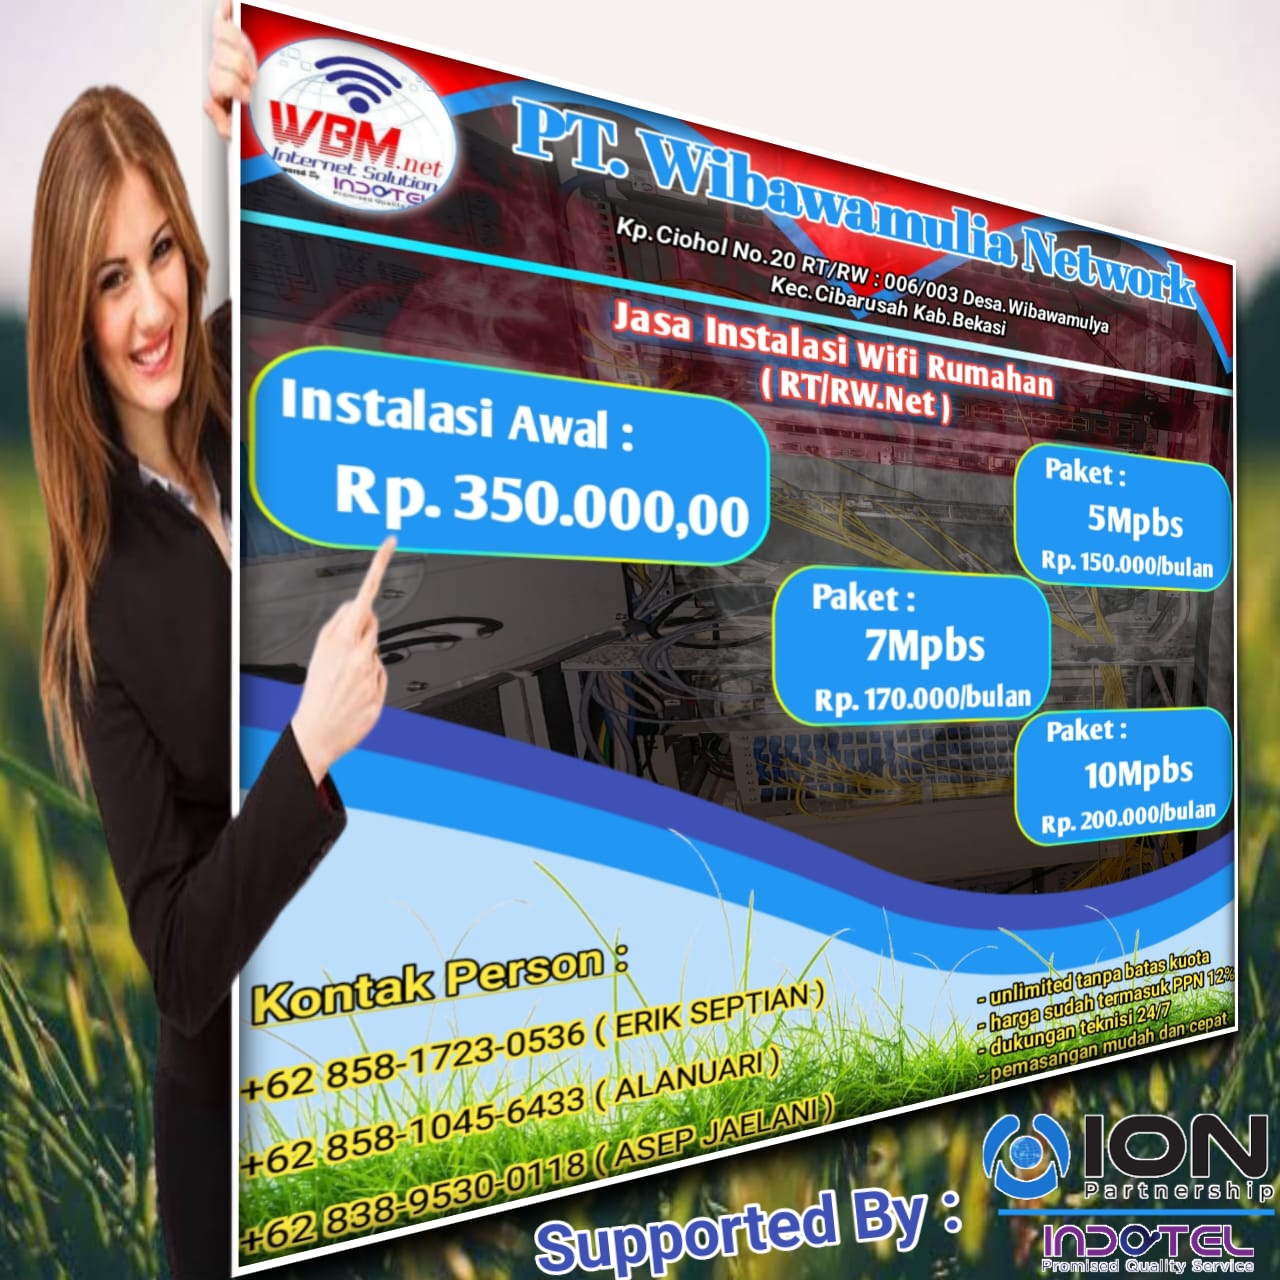 WBM.net
Internet Solution
INDOTEL
PT. Wibawamulia Network
Kp.Ciohol No.20 RT/RW : 006/003 Desa.Wibawamulya
Kec.Cibarusah Kab.Bekasi
Jasa Instalasi Wifi Rumahan
( RT/RW.Net )
Instalasi Awal :
Rp. 350.000,00
Paket :
5Mpbs
Rp. 150.000/bulan
Paket :
7Mpbs
Rp. 170.000/bulan
Paket :
10Mpbs
Rp. 200.000/bulan
Kontak Person :
+62 858-1723-0536 ( ERIK SEPTIAN )
+62 858-1045-6433 ( ALANUARI )
+62 838-9530-0118 ( ASEP JAELANI )
- unlimited tanpa batas kuota
- harga sudah termasuk PPN 12%
- dukungan teknisi 24/7
- pemasangan mudah dan cepat
Supported By :
ION
Partnership
INDOTEL
Promised Quality Service